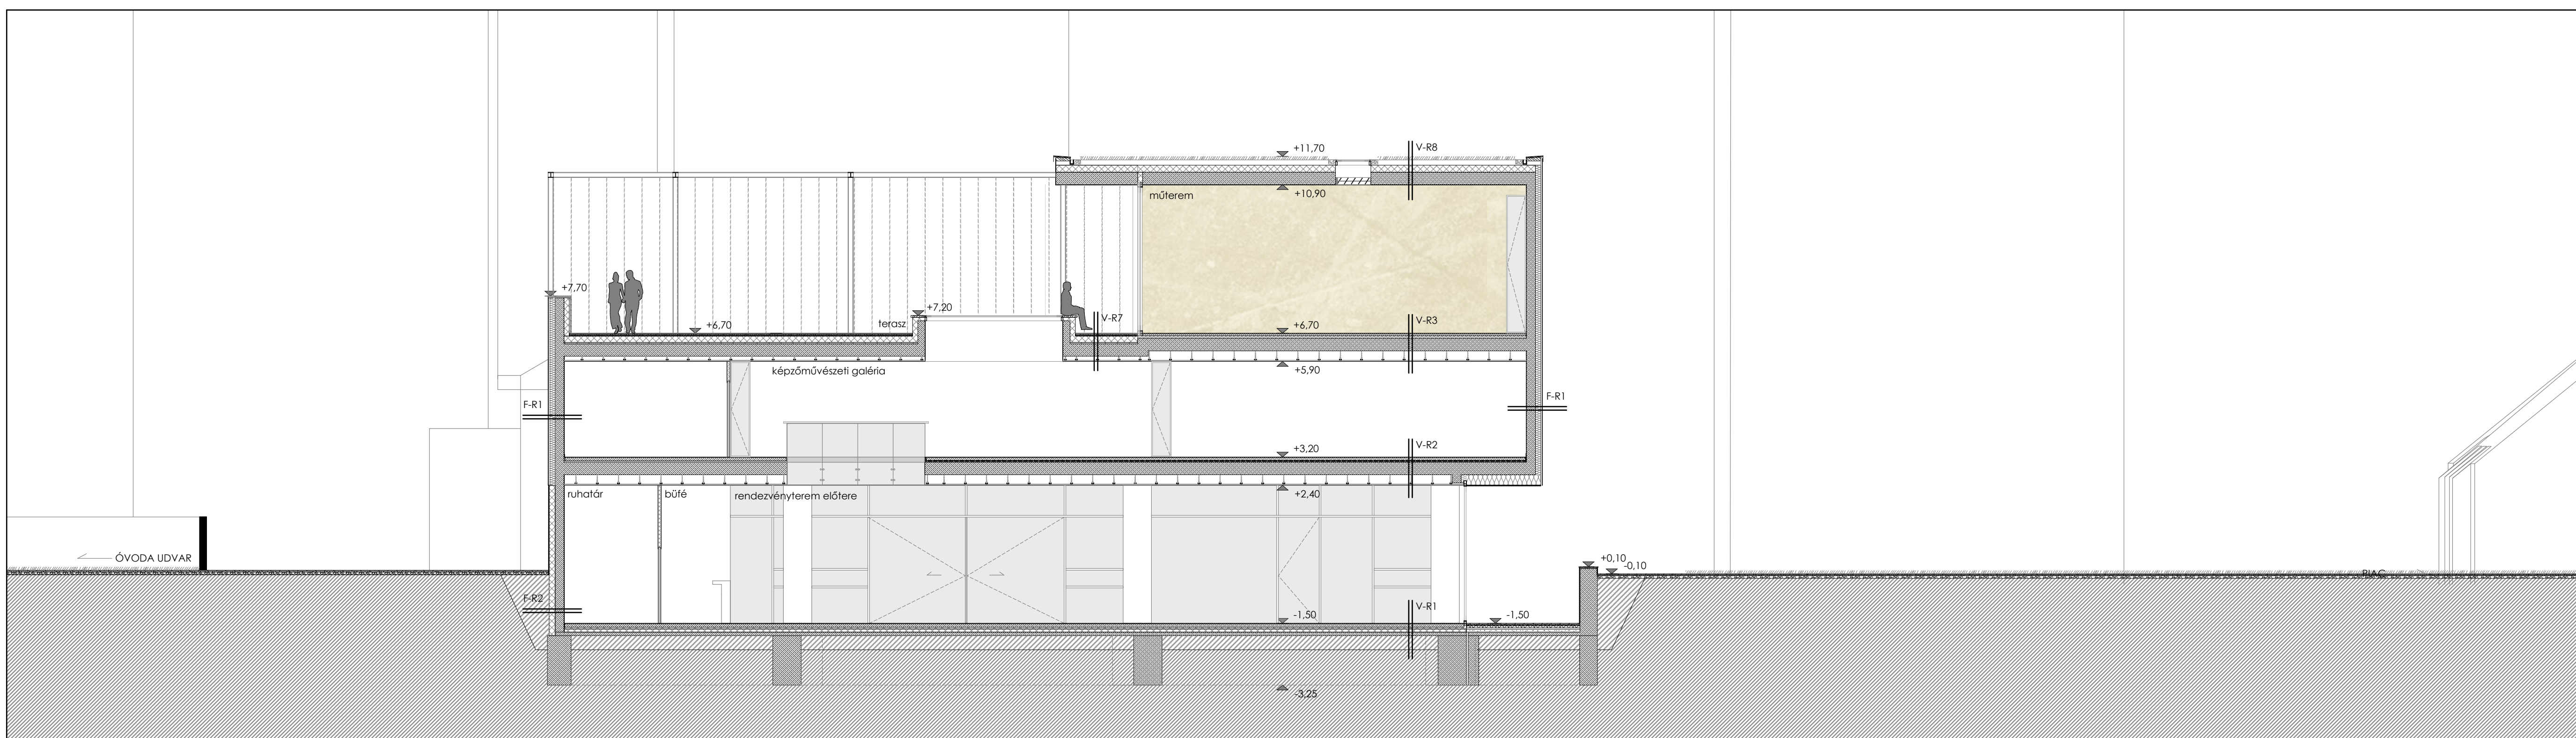 +11,70
V-R8
műterem
+10,90
+7,70
+7,20
terasz
V-R7
+6,70
+6,70
V-R3
képzőművészeti galéria
+5,90
F-R1
F-R1
+3,20
V-R2
ruhatár
büfé
rendezvényterem előtere
+2,40
ÓVODA UDVAR
+0,10
-0,10
PIAC
F-R2
-1,50
V-R1
-1,50
-3,25